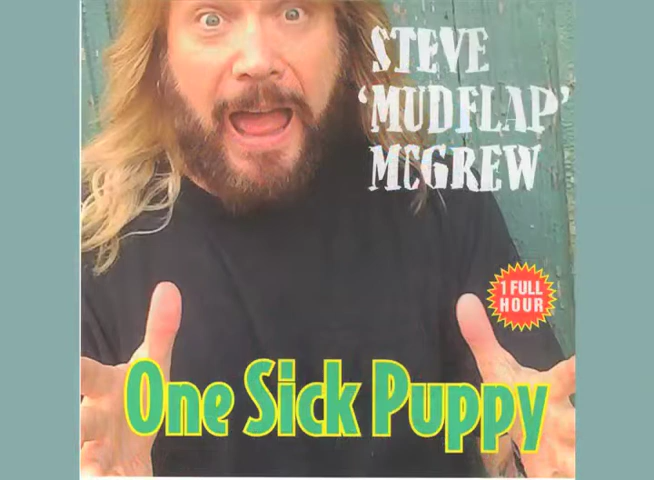 STEVE
'MUDFLAP'
MCGREW
1 FULL
HOUR
One Sick Puppy